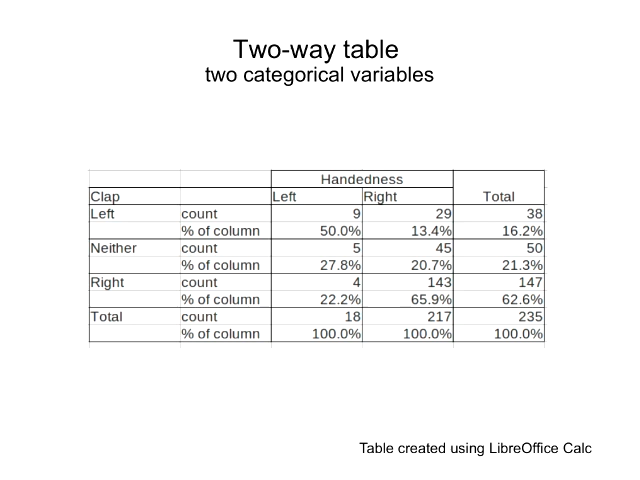 Two-way table
two categorical variables
Handedness
Clap Left Right Total
Left count 9 29 38
% of column 50.0% 13.4% 16.2%
Neither count 5 45 50
% of column 27.8% 20.7% 21.3%
Right count 4 143 147
% of column 22.2% 65.9% 62.6%
Total count 18 217 235
% of column 100.0% 100.0% 100.0%
Table created using LibreOffice Calc